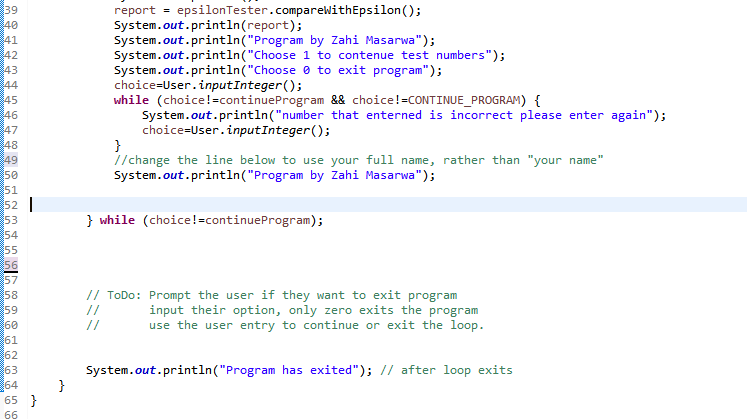 39 report = epsilonTester.compareWithEpsilon();
40 System.out.println(report);
41 System.out.println("Program by Zahi Masarwa");
42 System.out.println("Choose 1 to contenue test numbers");
43 System.out.println("Choose 0 to exit program");
44 choice=User.inputInteger();
45 while (choice!=continueProgram && choice!=CONTINUE_PROGRAM) {
46 System.out.println("number that enterned is incorrect please enter again");
47 choice=User.inputInteger();
48 }
49 //change the line below to use your full name, rather than "your name"
50 System.out.println("Program by Zahi Masarwa");
51
52
53 } while (choice!=continueProgram);
54
55
56
57
58 // ToDo: Prompt the user if they want to exit program
59 // input their option, only zero exits the program
60 // use the user entry to continue or exit the loop.
61
62
63 System.out.println("Program has exited"); // after loop exits
64 }
65 }
66